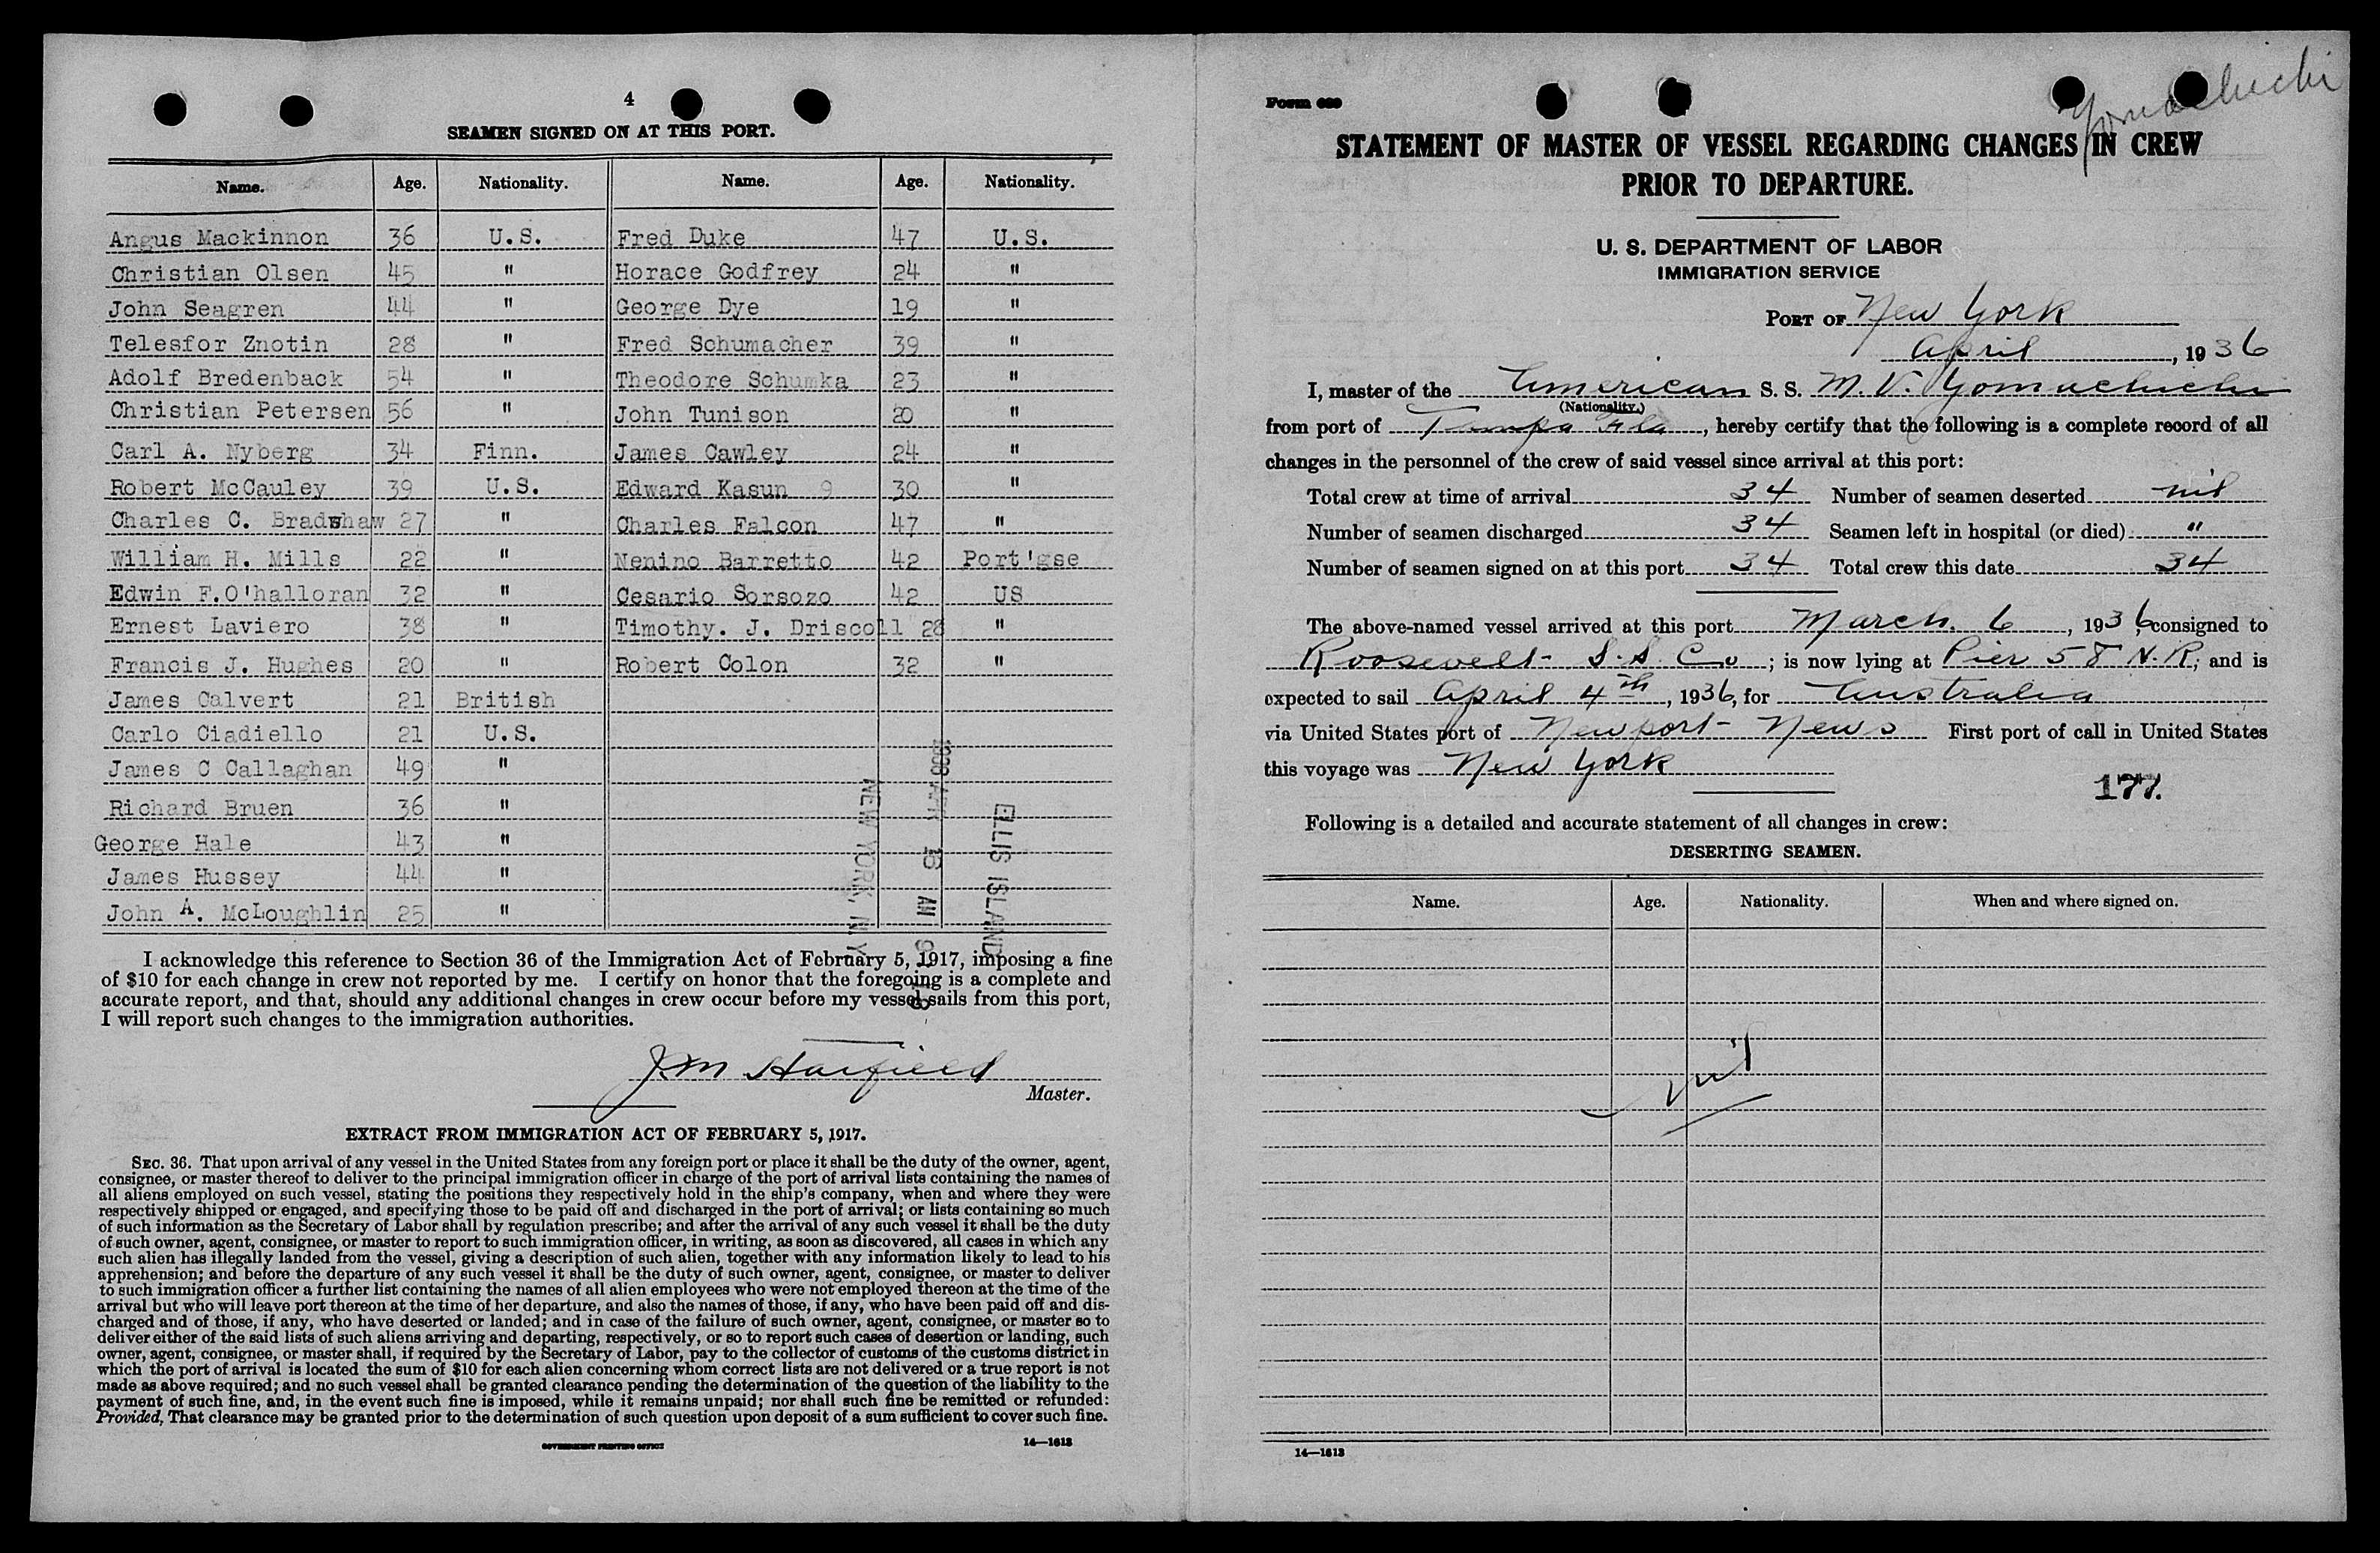 4
SEAMEN SIGNED ON AT THIS PORT.
Name. Age. Nationality. Name. Age. Nationality.
Angus Mackinnon 36 U.S. Fred Duke 47 U.S.
Christian Olsen 45 " Horace Godfrey 24 "
John Seagren 44 " George Dye 19 "
Telesfor Znotin 28 " Fred Schumacher 39 "
Adolf Bredenback 54 " Theodore Schumka 23 "
Christian Petersen 56 " John Tunison 20 "
Carl A. Nyberg 34 Finn. James Cawley 24 "
Robert McCauley 39 U.S. Edward Kasun 9 30 "
Charles C. Bradshaw 27 " Charles Falcon 47 "
William H. Mills 22 " Nenino Barretto 42 Port'gse
Edwin F.O'halloran 32 " Cesario Sorsozo 42 US
Ernest Laviero 38 " Timothy. J. Driscoll 28 "
Francis J. Hughes 20 " Robert Colon 32 "
James Calvert 21 British
Carlo Ciadiello 21 U.S.
James C Callaghan 49 "
Richard Bruen 36 "
George Hale 43 "
James Hussey 44 "
John A. McLoughlin 25 "
ELLIS ISLAND
1936 APR 15 AM 9
NEW YORK, N.Y.
I acknowledge this reference to Section 36 of the Immigration Act of February 5, 1917, imposing a fine
of $10 for each change in crew not reported by me. I certify on honor that the foregoing is a complete and
accurate report, and that, should any additional changes in crew occur before my vessel sails from this port,
I will report such changes to the immigration authorities.
J.M. Hatfield
Master.
EXTRACT FROM IMMIGRATION ACT OF FEBRUARY 5, 1917.
SEC. 36. That upon arrival of any vessel in the United States from any foreign port or place it shall be the duty of the owner, agent,
consignee, or master thereof to deliver to the principal immigration officer in charge of the port of arrival lists containing the names of
all aliens employed on such vessel, stating the positions they respectively hold in the ship's company, when and where they were
respectively shipped or engaged, and specifying those to be paid off and discharged in the port of arrival; or lists containing so much
of such information as the Secretary of Labor shall by regulation prescribe; and after the arrival of any such vessel it shall be the duty
of such owner, agent, consignee, or master to report to such immigration officer, in writing, as soon as discovered, all cases in which any
such alien has illegally landed from the vessel, giving a description of such alien, together with any information likely to lead to his
apprehension; and before the departure of any such vessel it shall be the duty of such owner, agent, consignee, or master to deliver
to such immigration officer a further list containing the names of all alien employees who were not employed thereon at the time of the
arrival but who will leave port thereon at the time of her departure, and also the names of those, if any, who have been paid off and dis-
charged and of those, if any, who have deserted or landed; and in case of the failure of such owner, agent, consignee, or master so to
deliver either of the said lists of such aliens arriving and departing, respectively, or so to report such cases of desertion or landing, such
owner, agent, consignee, or master shall, if required by the Secretary of Labor, pay to the collector of customs of the customs district in
which the port of arrival is located the sum of $10 for each alien concerning whom correct lists are not delivered or a true report is not
made as above required; and no such vessel shall be granted clearance pending the determination of the question of the liability to the
payment of such fine, and, in the event such fine is imposed, while it remains unpaid; nor shall such fine be remitted or refunded:
Provided, That clearance may be granted prior to the determination of such question upon deposit of a sum sufficient to cover such fine.
GOVERNMENT PRINTING OFFICE 14—1613
Yomachichi
Form 689
STATEMENT OF MASTER OF VESSEL REGARDING CHANGES IN CREW
PRIOR TO DEPARTURE.
U. S. DEPARTMENT OF LABOR
IMMIGRATION SERVICE
PORT OF New York
April, 1936
I, master of the American S. S. M.V. Yomachichi
(Nationality.)
from port of Tampa Fla, hereby certify that the following is a complete record of all
changes in the personnel of the crew of said vessel since arrival at this port:
Total crew at time of arrival 34 Number of seamen deserted nil
Number of seamen discharged 34 Seamen left in hospital (or died) "
Number of seamen signed on at this port 34 Total crew this date 34
The above-named vessel arrived at this port March. 6, 1936, consigned to
Roosevelt S.S. Co; is now lying at Pier 58 N.R.; and is
expected to sail April 4th, 1936, for Australia
via United States port of Newport News First port of call in United States
this voyage was New York
177.
Following is a detailed and accurate statement of all changes in crew:
DESERTING SEAMEN.
Name. Age. Nationality. When and where signed on.
nil
14—1613